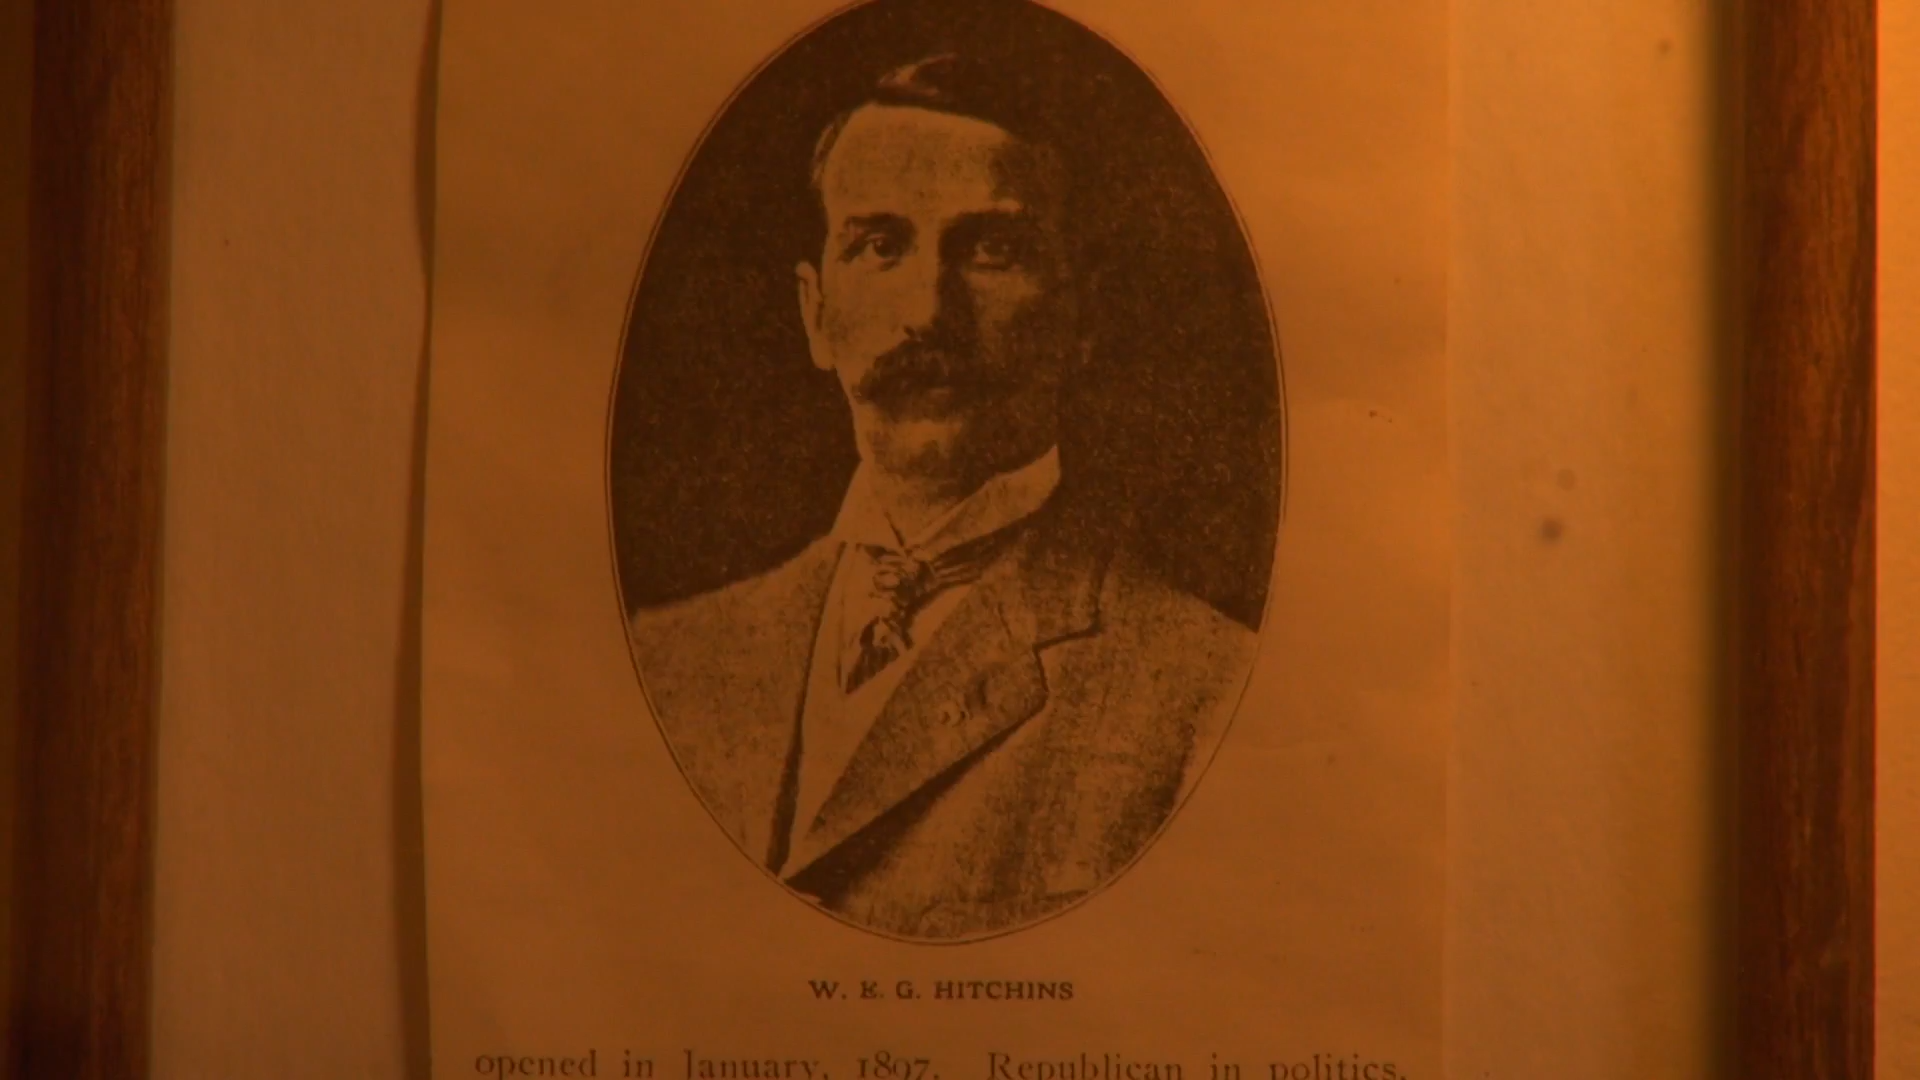 W. E. G. HITCHINS
opened in January, 1897. Republican in politics,